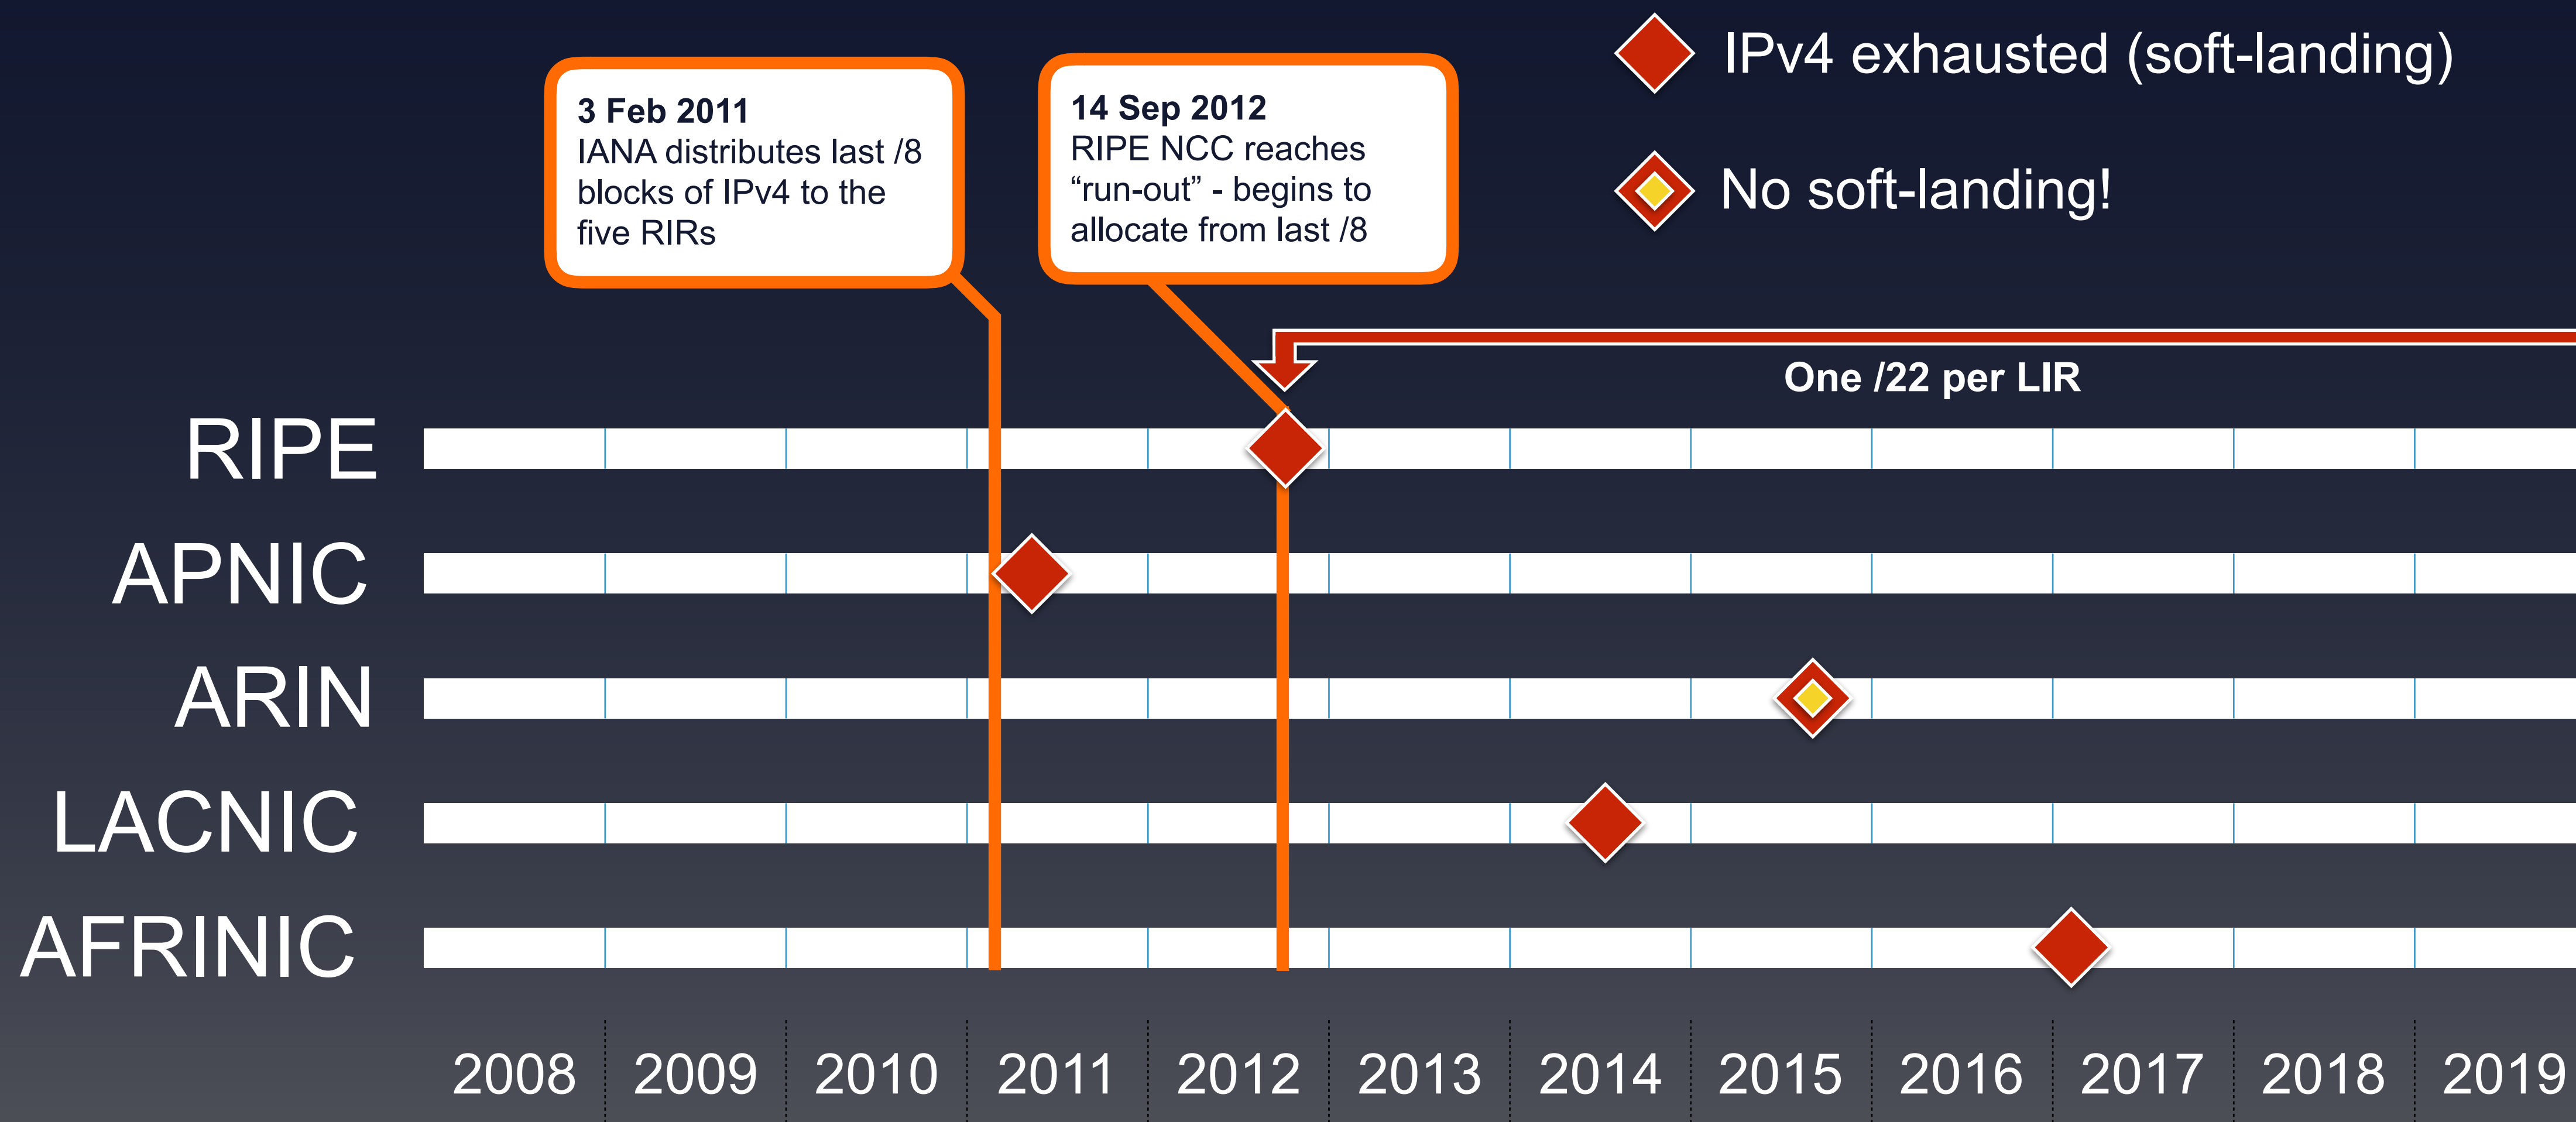 IPv4 exhausted (soft-landing)
No soft-landing!
3 Feb 2011
IANA distributes last /8
blocks of IPv4 to the
five RIRs
14 Sep 2012
RIPE NCC reaches
“run-out” - begins to
allocate from last /8
One /22 per LIR
RIPE
APNIC
ARIN
LACNIC
AFRINIC
2008 2009 2010 2011 2012 2013 2014 2015 2016 2017 2018 2019